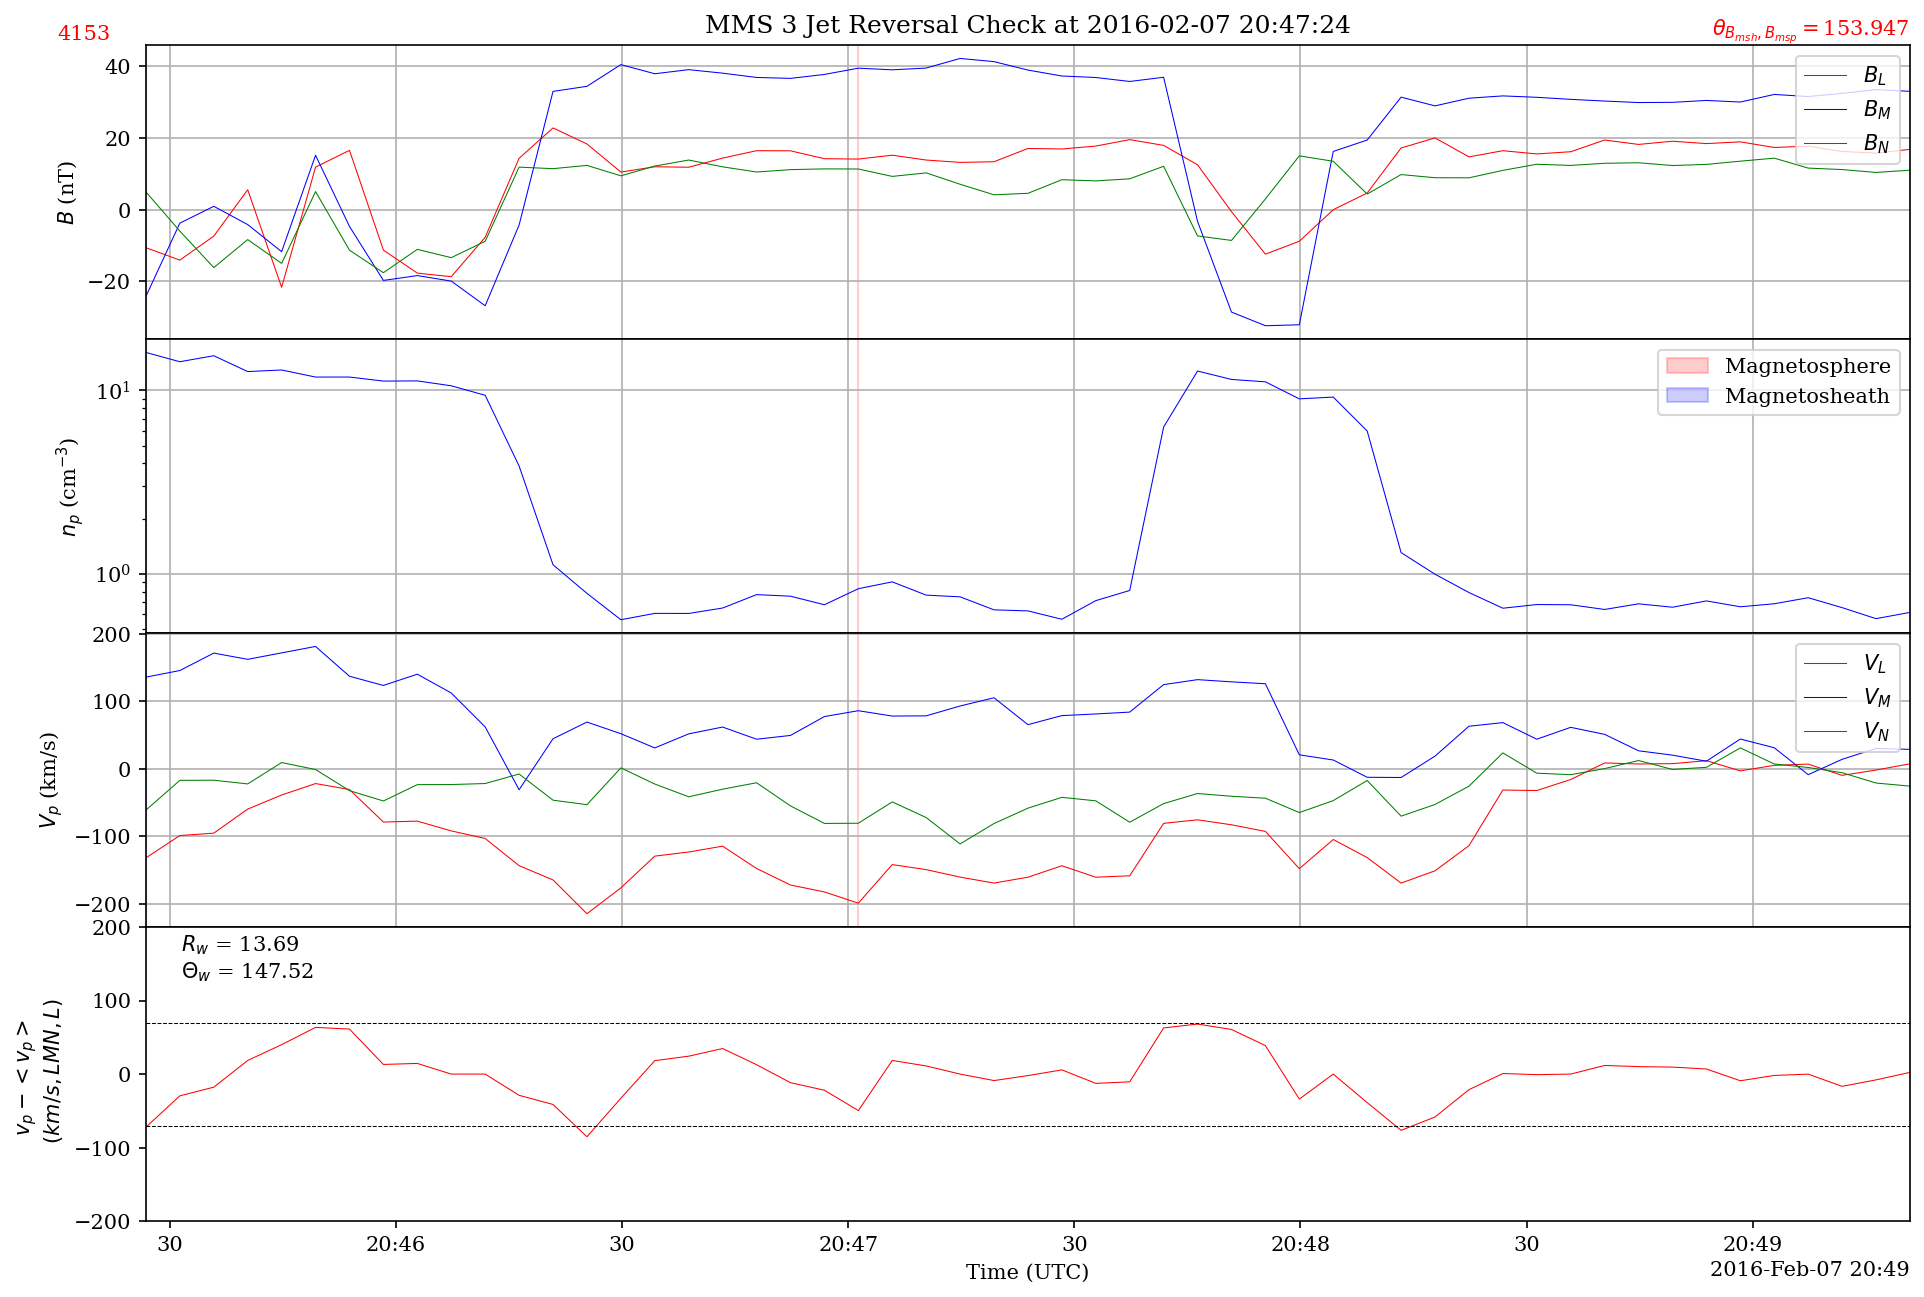 MMS 3 Jet Reversal Check at 2016-02-07 20:47:24
4153
θ_{B_{msh}, B_{msp}} = 153.947
40
20
0
−20
B (nT)
B_L
B_M
B_N
10^1
10^0
n_p (cm^{−3})
Magnetosphere
Magnetosheath
200
100
0
−100
−200
V_p (km/s)
V_L
V_M
V_N
200
100
0
−100
−200
v_p − < v_p >
(km/s, LMN, L)
R_w = 13.69
Θ_w = 147.52
30 20:46 30 20:47 30 20:48 30 20:49
Time (UTC)
2016-Feb-07 20:49